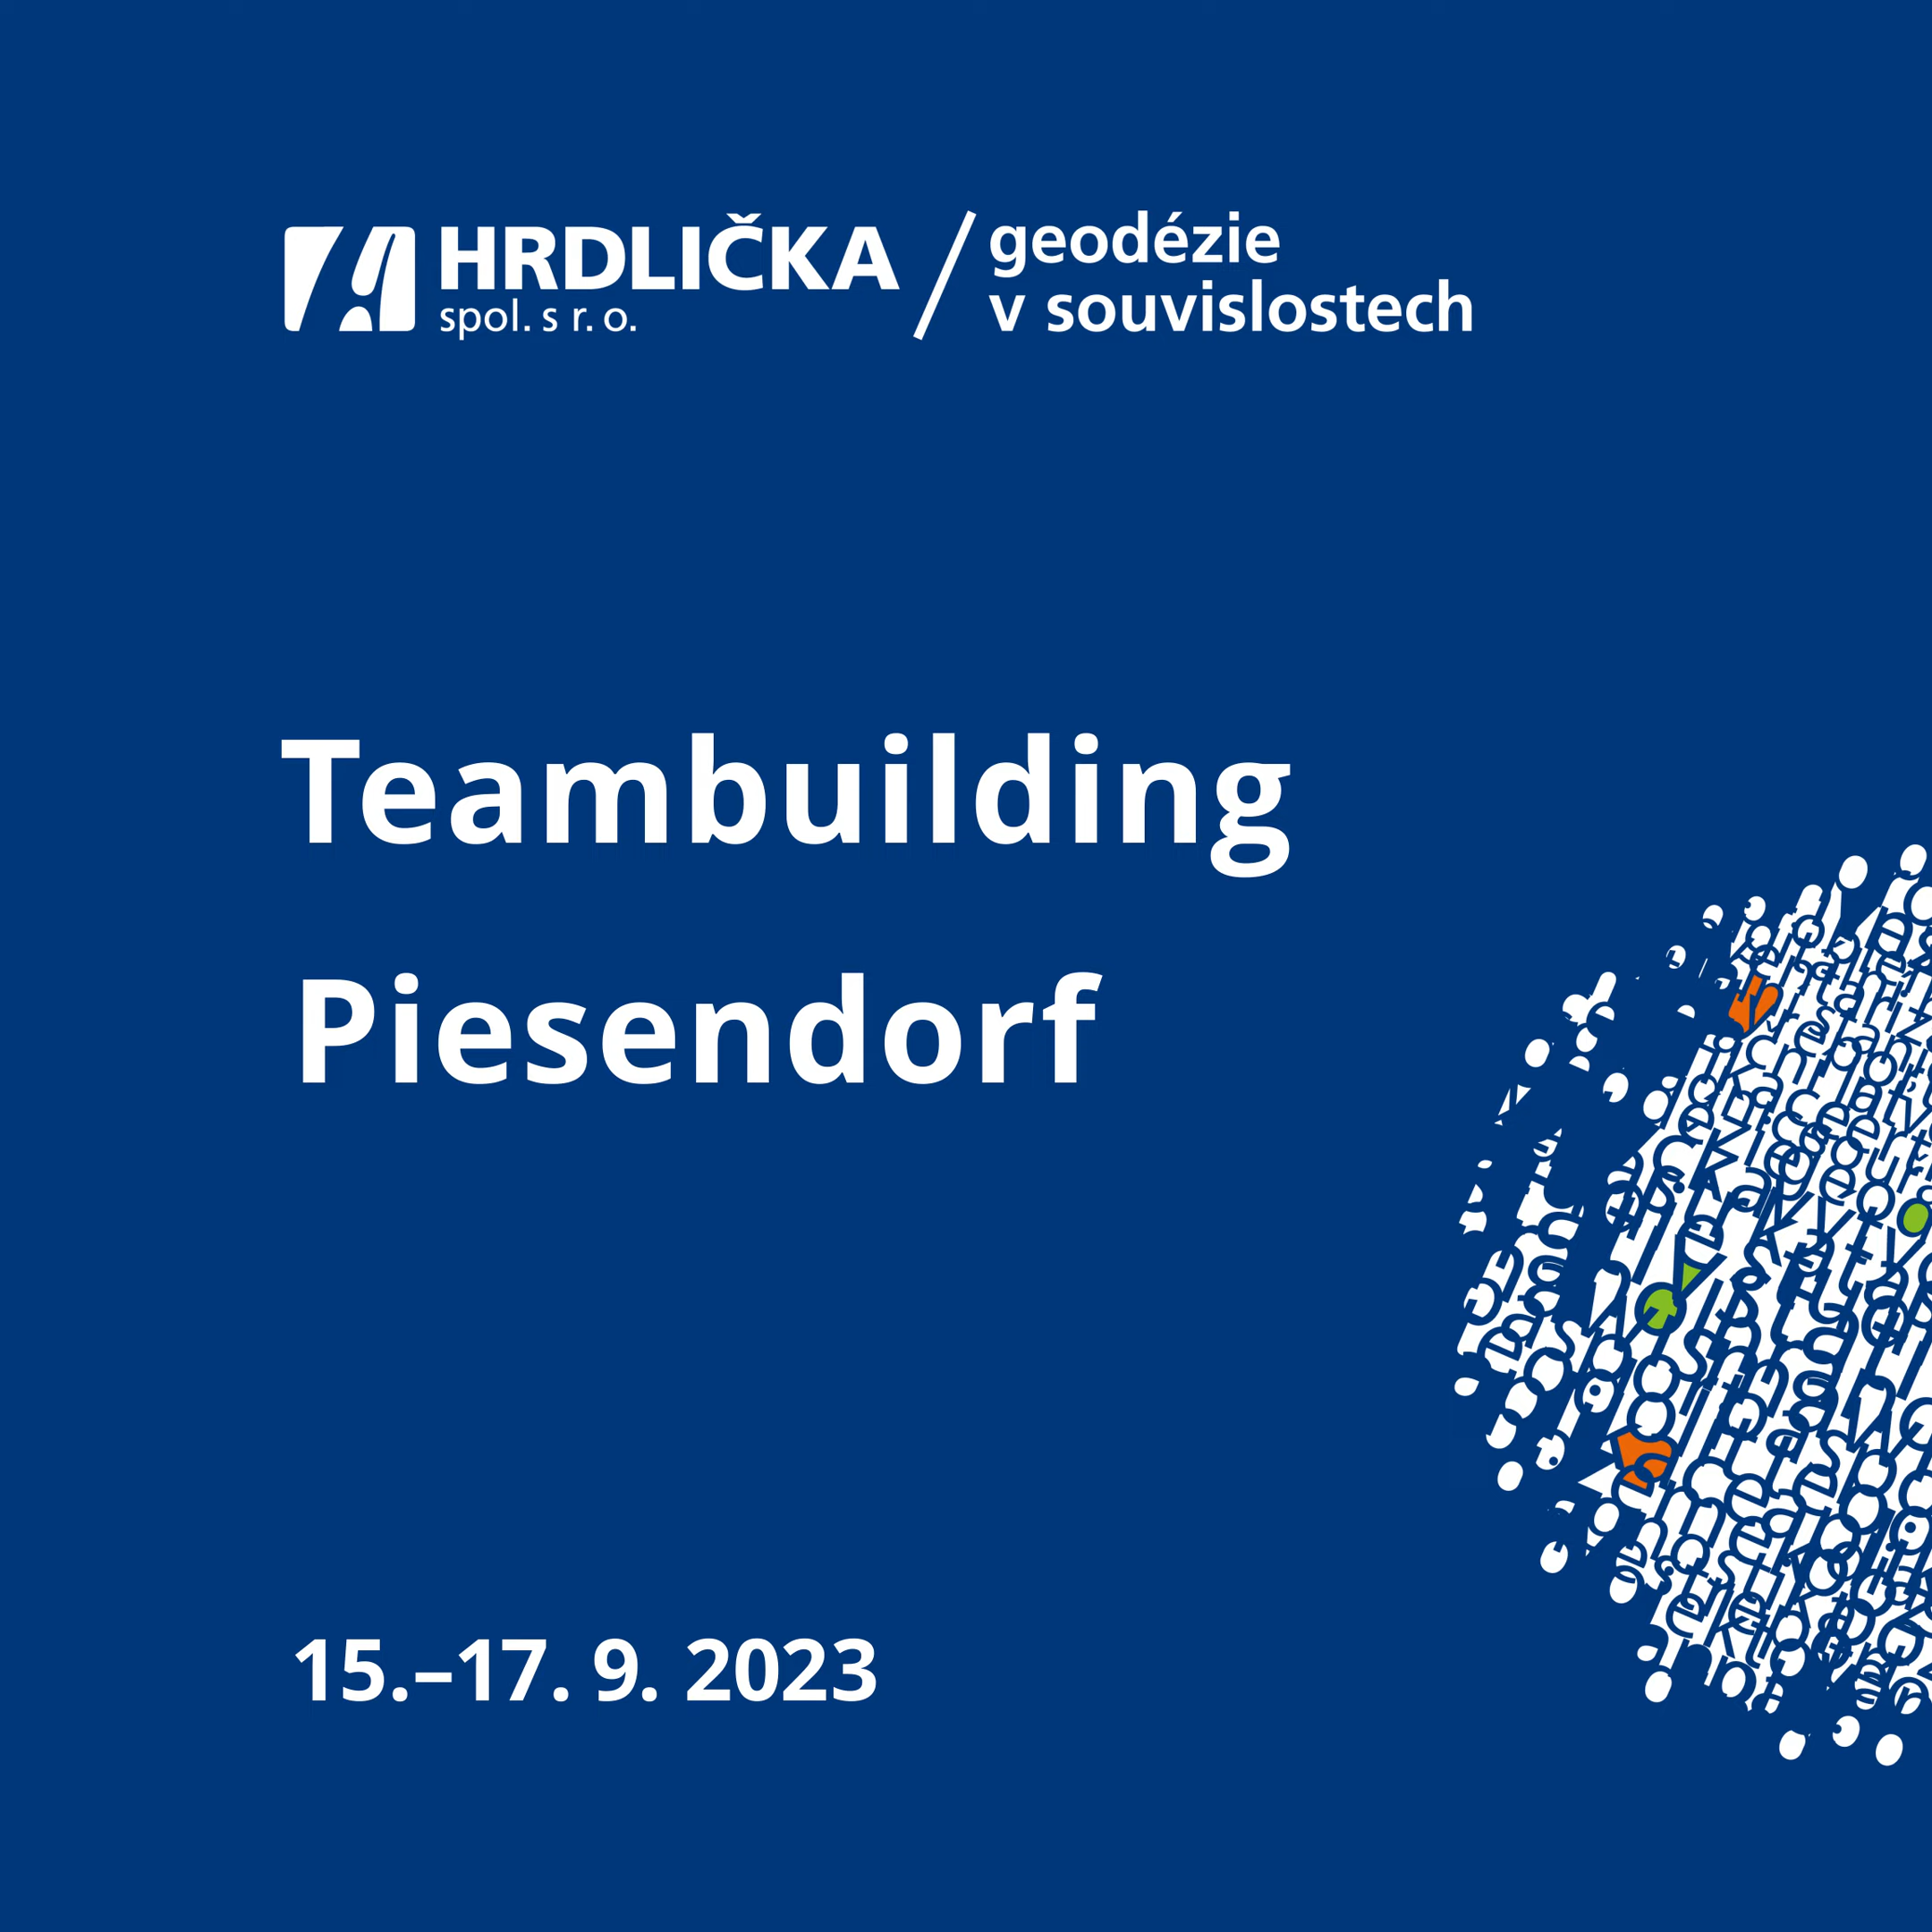 HRDLIČKA
spol. s r. o.
geodézie
v souvislostech
Teambuilding
Piesendorf
15.–17. 9. 2023